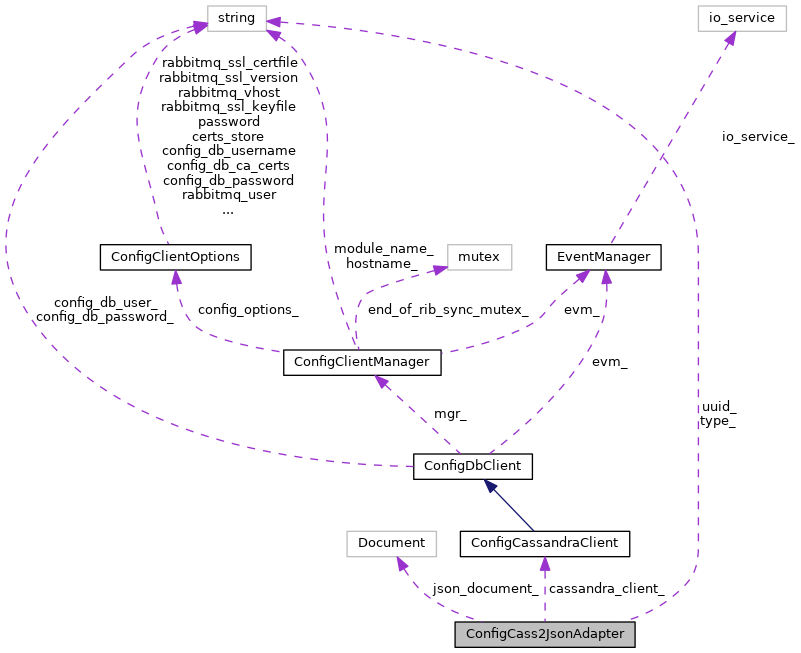 string
io_service
rabbitmq_ssl_certfile
rabbitmq_ssl_version
rabbitmq_vhost
rabbitmq_ssl_keyfile
password
certs_store
config_db_username
config_db_ca_certs
config_db_password
rabbitmq_user
...
io_service_
ConfigClientOptions
module_name_
hostname_
mutex
EventManager
config_db_user_
config_db_password_
config_options_
end_of_rib_sync_mutex_
evm_
ConfigClientManager
evm_
mgr_
uuid_
type_
ConfigDbClient
Document
ConfigCassandraClient
json_document_
cassandra_client_
ConfigCass2JsonAdapter